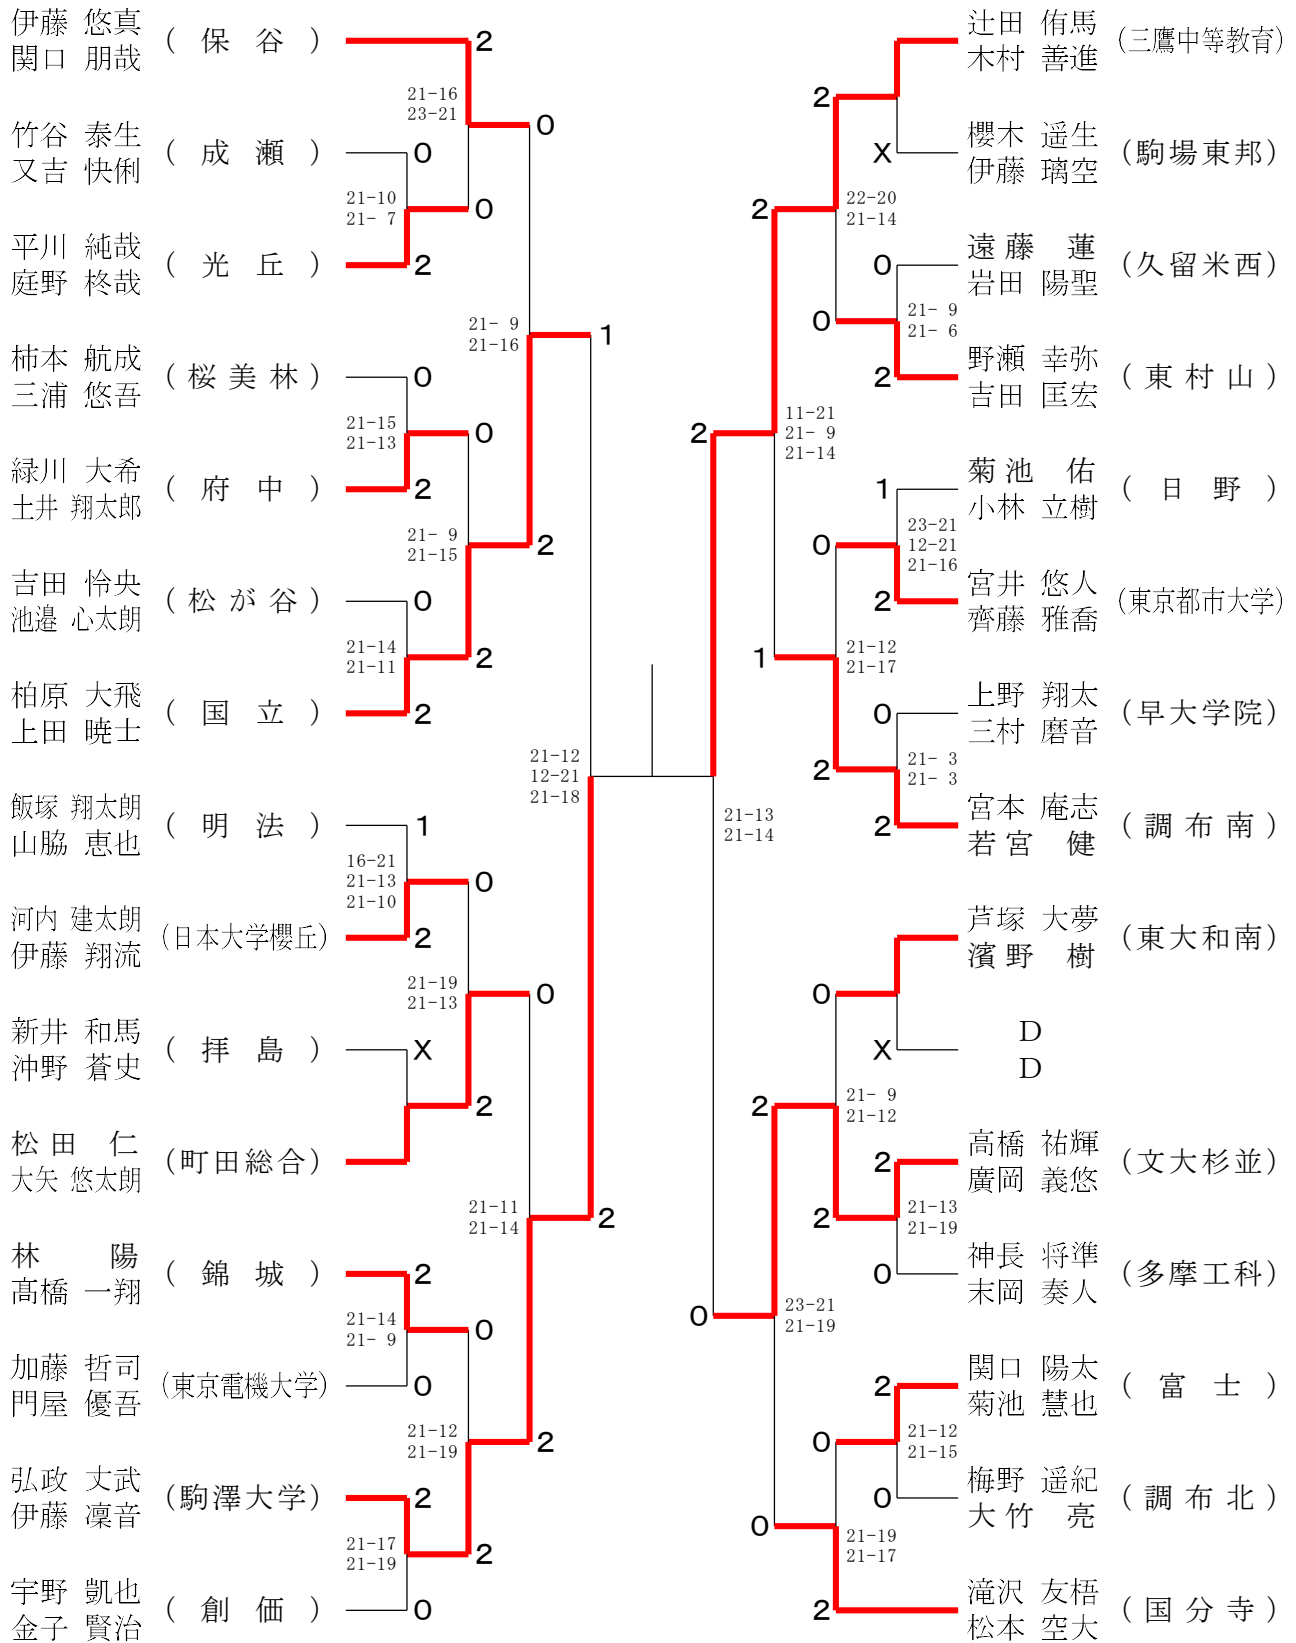 伊藤 悠真
関口 朋哉
( 保 谷 )
2
21-16
23-21
0
竹谷 泰生
又吉 快俐
( 成 瀬 )
0
21-10
21- 7
0
平川 純哉
庭野 柊哉
( 光 丘 )
2
21- 9
21-16
1
柿本 航成
三浦 悠吾
( 桜 美 林 )
0
21-15
21-13
0
緑川 大希
土井 翔太郎
( 府 中 )
2
21- 9
21-15
2
吉田 怜央
池邉 心太朗
( 松 が 谷 )
0
21-14
21-11
2
柏原 大飛
上田 暁士
( 国 立 )
2
21-12
12-21
21-18
飯塚 翔太朗
山脇 恵也
( 明 法 )
1
16-21
21-13
21-10
0
河内 建太朗
伊藤 翔流
(日本大学櫻丘)
2
21-19
21-13
0
新井 和馬
沖野 蒼史
( 拝 島 )
X
2
松 田 仁
大矢 悠太朗
(町田総合)
21-11
21-14
2
林 陽
髙橋 一翔
( 錦 城 )
2
21-14
21- 9
0
加藤 哲司
門屋 優吾
(東京電機大学)
0
21-12
21-19
2
弘政 丈武
伊藤 凜音
(駒澤大学)
2
21-17
21-19
2
宇野 凱也
金子 賢治
( 創 価 )
0
辻田 侑馬
木村 善進
(三鷹中等教育)
2
櫻木 遥生
伊藤 璃空
(駒場東邦)
X
2
22-20
21-14
遠 藤 蓮
岩田 陽聖
(久留米西)
0
21- 9
21- 6
0
野瀬 幸弥
吉田 匡宏
( 東 村 山 )
2
2
11-21
21- 9
21-14
菊 池 佑
小林 立樹
( 日 野 )
1
23-21
12-21
21-16
0
宮井 悠人
齊藤 雅喬
(東京都市大学)
2
1
21-12
21-17
上野 翔太
三村 磨音
(早大学院)
0
21- 3
21- 3
2
宮本 庵志
若 宮 健
( 調 布 南 )
2
21-13
21-14
芦塚 大夢
濱 野 樹
(東大和南)
0
D
D
X
2
21- 9
21-12
高橋 祐輝
廣岡 義悠
(文大杉並)
2
21-13
21-19
2
神長 将準
末岡 奏人
(多摩工科)
0
0
23-21
21-19
関口 陽太
菊池 慧也
( 富 士 )
2
21-12
21-15
0
梅野 遥紀
大 竹 亮
( 調 布 北 )
0
0
21-19
21-17
滝沢 友梧
松本 空大
( 国 分 寺 )
2